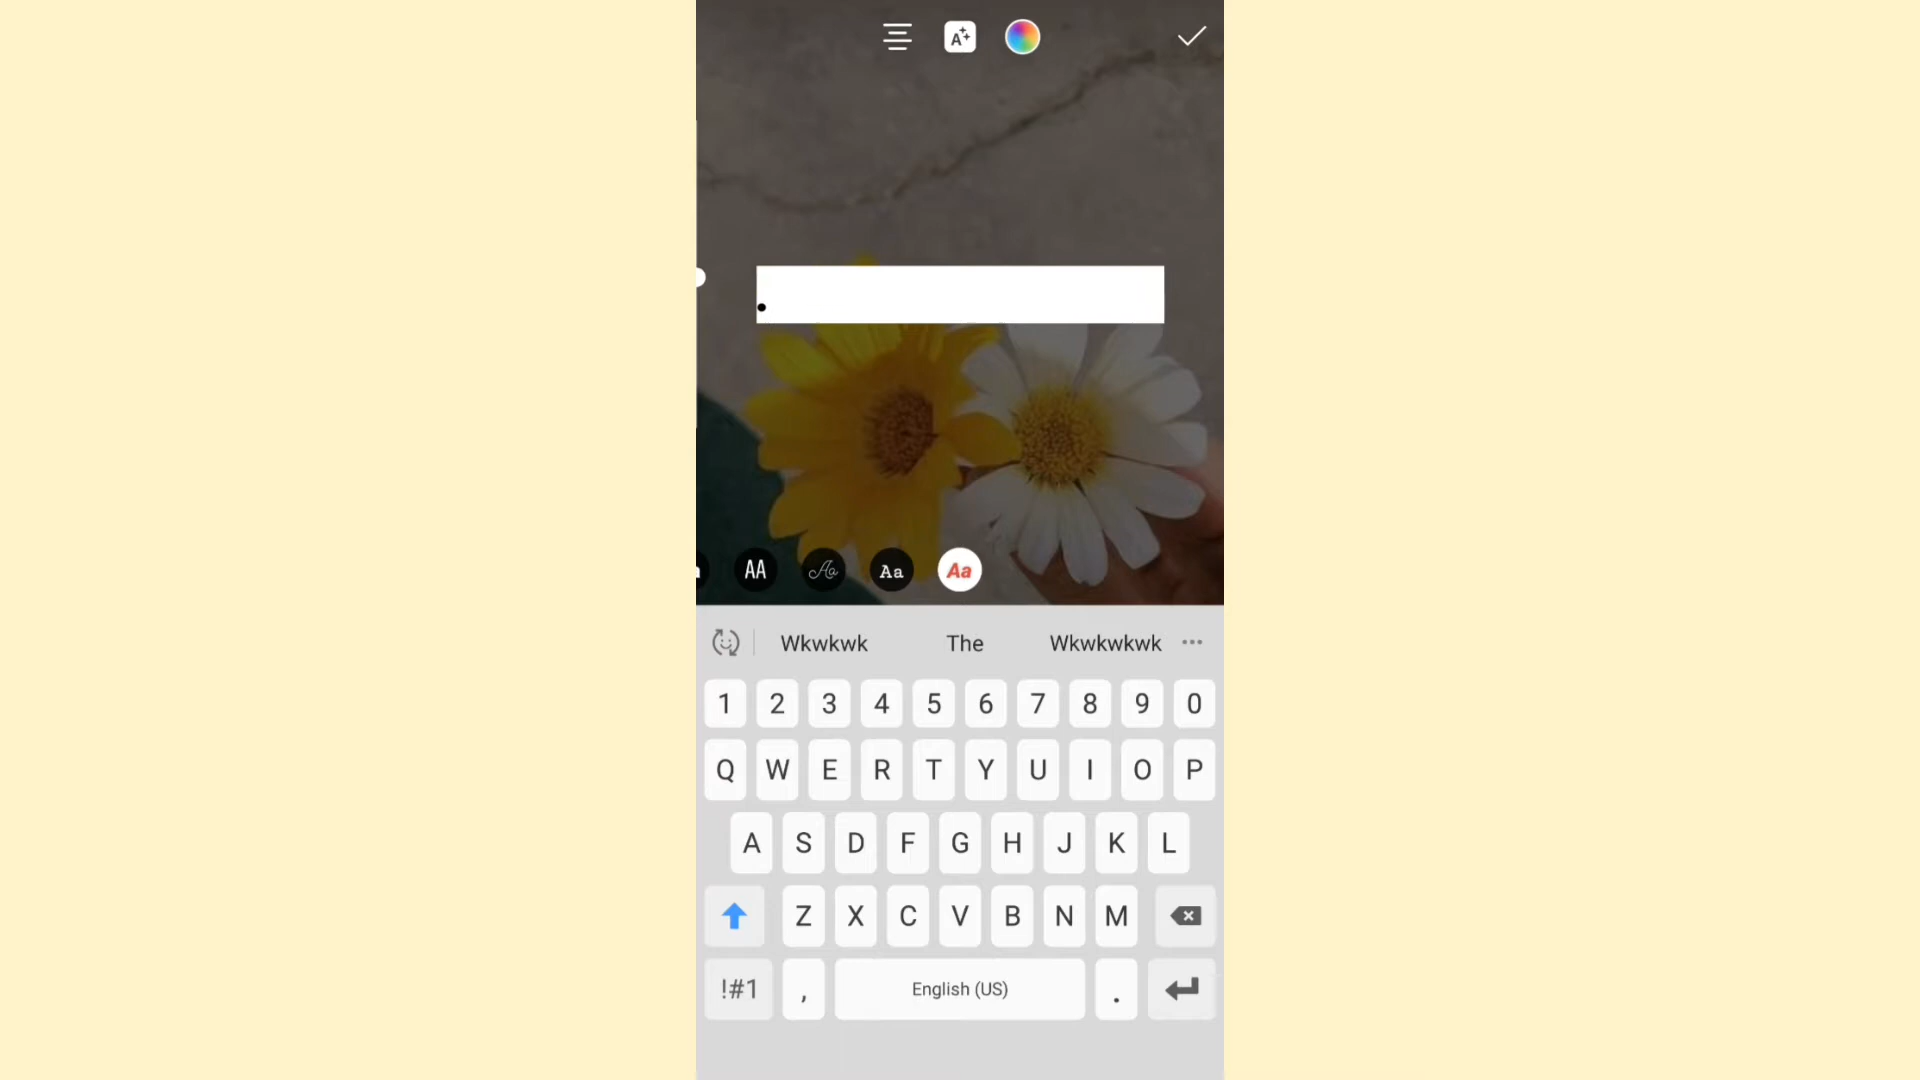 A
.
AA
Aa
Aa
Aa
Wkwkwk The Wkwkwkwk ...
1 2 3 4 5 6 7 8 9 0
Q W E R T Y U I O P
A S D F G H J K L
Z X C V B N M
!#1 , English (US) .